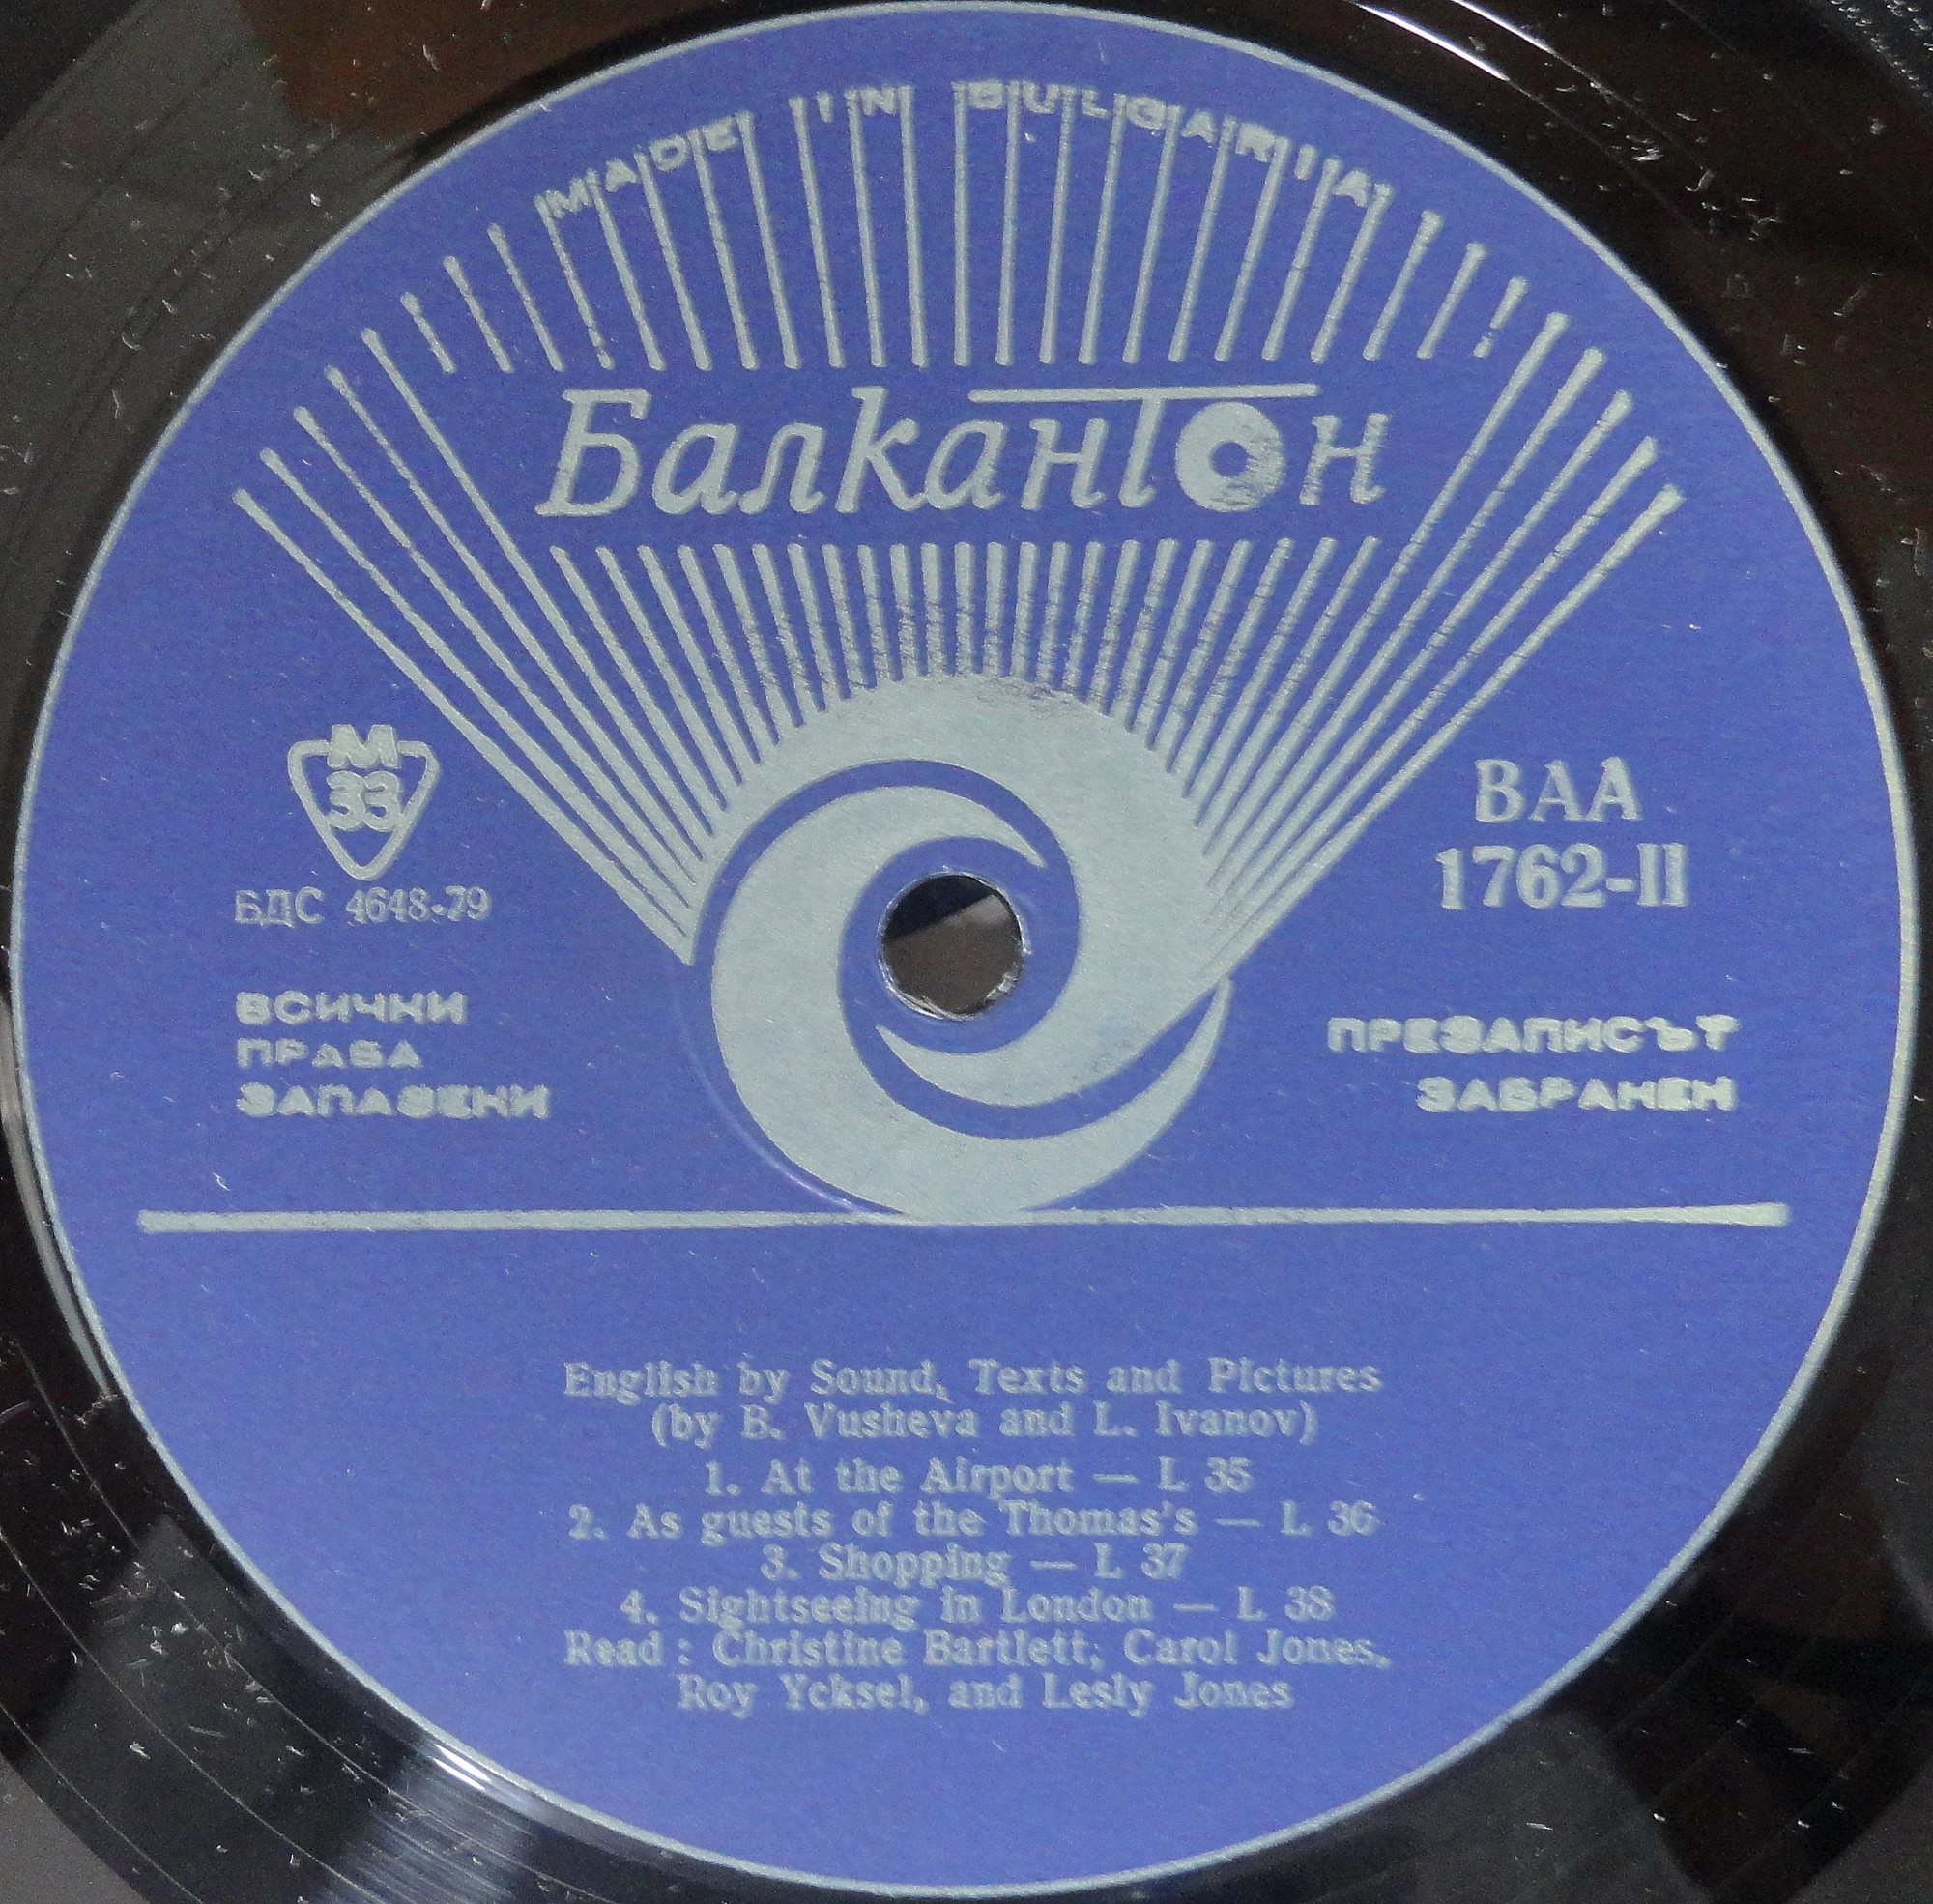 MADE IN BULGARIA
Балкантон
М
33
БДС 4648-79
ВСИЧКИ
ПРАВА
ЗАПАЗЕНИ
ВАА
1762-II
ПРЕЗАПИСЪТ
ЗАБРАНЕН
English by Sound, Texts and Pictures
(by B. Vusheva and L. Ivanov)
1. At the Airport — L 35
2. As guests of the Thomas's — L 36
3. Shopping — L 37
4. Sightseeing in London — L 38
Read : Christine Bartlett, Carol Jones,
Roy Ycksel, and Lesly Jones